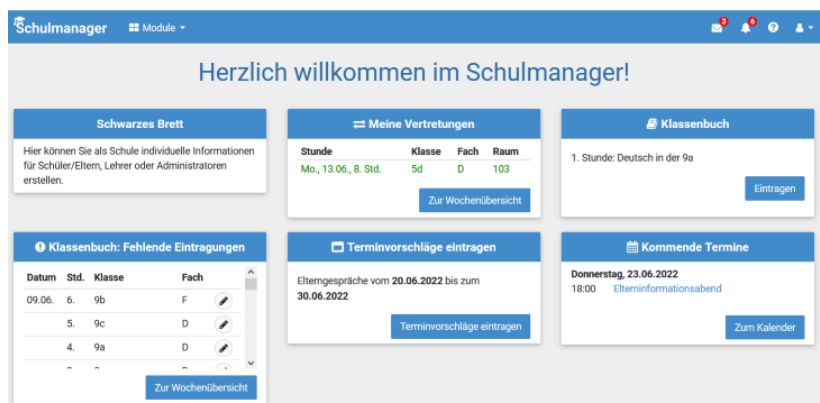 Schulmanager Module 3 6
Herzlich willkommen im Schulmanager!
Schwarzes Brett
Hier können Sie als Schule individuelle Informationen
für Schüler/Eltern, Lehrer oder Administratoren
erstellen.
Meine Vertretungen
Stunde Klasse Fach Raum
Mo., 13.06., 8. Std. 5d D 103
Zur Wochenübersicht
Klassenbuch
1. Stunde: Deutsch in der 9a
Eintragen
Klassenbuch: Fehlende Eintragungen
Datum Std. Klasse Fach
09.06. 6. 9b F
5. 9c D
4. 9a D
Zur Wochenübersicht
Terminvorschläge eintragen
Elterngespräche vom 20.06.2022 bis zum
30.06.2022
Terminvorschläge eintragen
Kommende Termine
Donnerstag, 23.06.2022
18:00 Elterninformationsabend
Zum Kalender